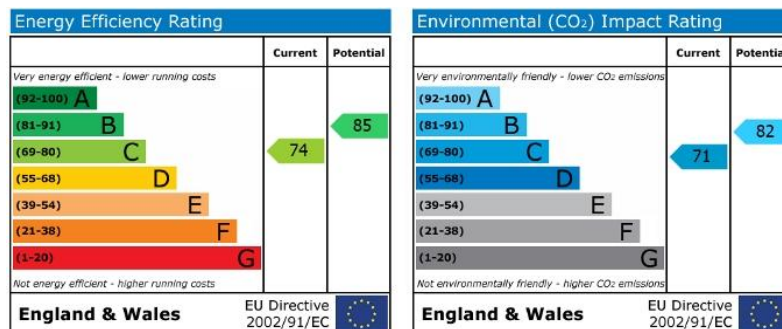 Energy Efficiency Rating
Current Potential
Very energy efficient - lower running costs
(92-100) A
(81-91) B
(69-80) C
(55-68) D
(39-54) E
(21-38) F
(1-20) G
74
85
Not energy efficient - higher running costs
England & Wales
EU Directive
2002/91/EC
Environmental (CO₂) Impact Rating
Current Potential
Very environmentally friendly - lower CO₂ emissions
(92-100) A
(81-91) B
(69-80) C
(55-68) D
(39-54) E
(21-38) F
(1-20) G
71
82
Not environmentally friendly - higher CO₂ emissions
England & Wales
EU Directive
2002/91/EC